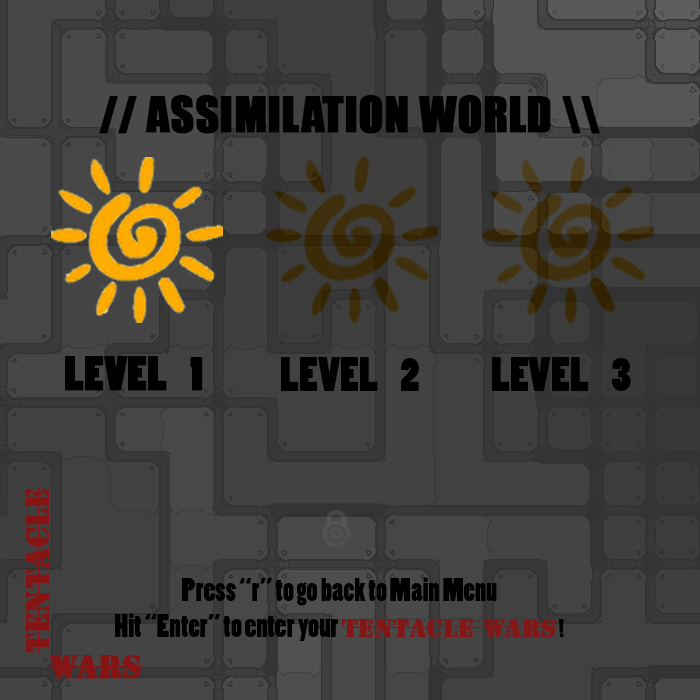 // ASSIMILATION WORLD \\
LEVEL 1
LEVEL 2
LEVEL 3
TENTACLE
WARS
Press “r” to go back to Main Menu
Hit “Enter” to enter your TENTACLE WARS!